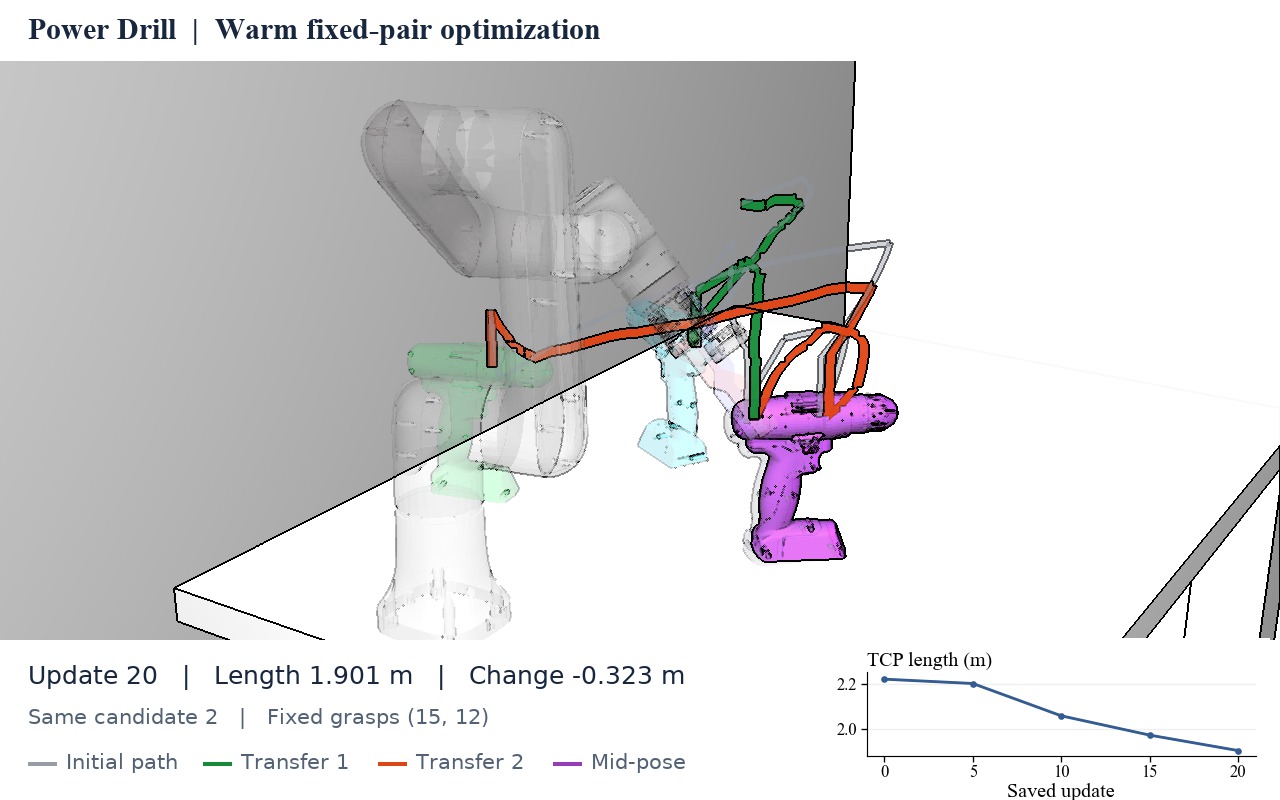 Power Drill | Warm fixed-pair optimization
Update 20 | Length 1.901 m | Change -0.323 m
Same candidate 2 | Fixed grasps (15, 12)
Initial path Transfer 1 Transfer 2 Mid-pose
TCP length (m)
2.2
2.0
0 5 10 15 20
Saved update